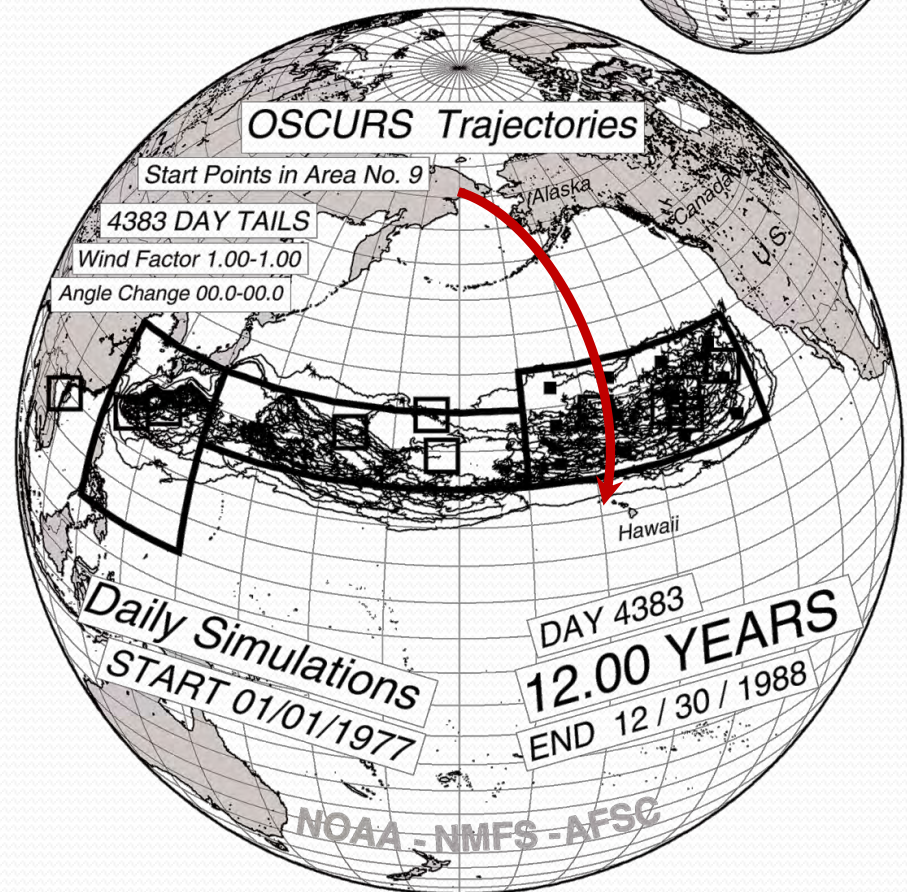 OSCURS Trajectories
Start Points in Area No. 9
Alaska
Canada
4383 DAY TAILS
U.S.
Wind Factor 1.00-1.00
Angle Change 00.0-00.0
Hawaii
Daily Simulations
START 01/01/1977
DAY 4383
12.00 YEARS
END 12 / 30 / 1988
NOAA - NMFS - AFSC